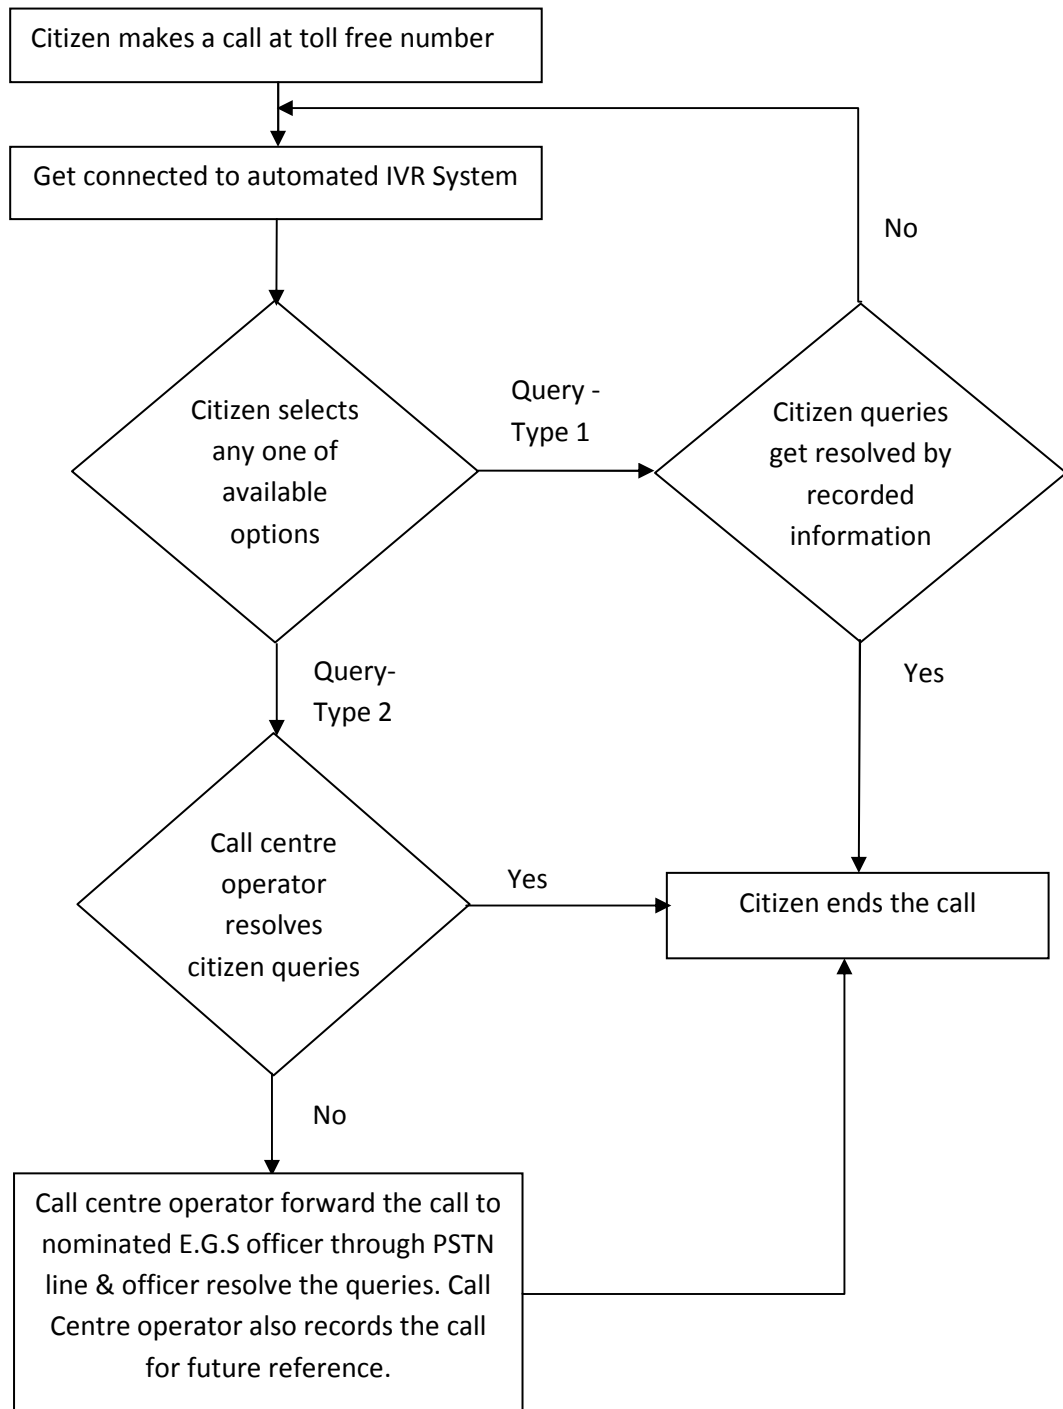 Citizen makes a call at toll free number
Get connected to automated IVR System
No
Citizen selects
any one of
available
options
Query -
Type 1
Citizen queries
get resolved by
recorded
information
Query-
Type 2
Yes
Call centre
operator
resolves
citizen queries
Yes
Citizen ends the call
No
Call centre operator forward the call to
nominated E.G.S officer through PSTN
line & officer resolve the queries. Call
Centre operator also records the call
for future reference.